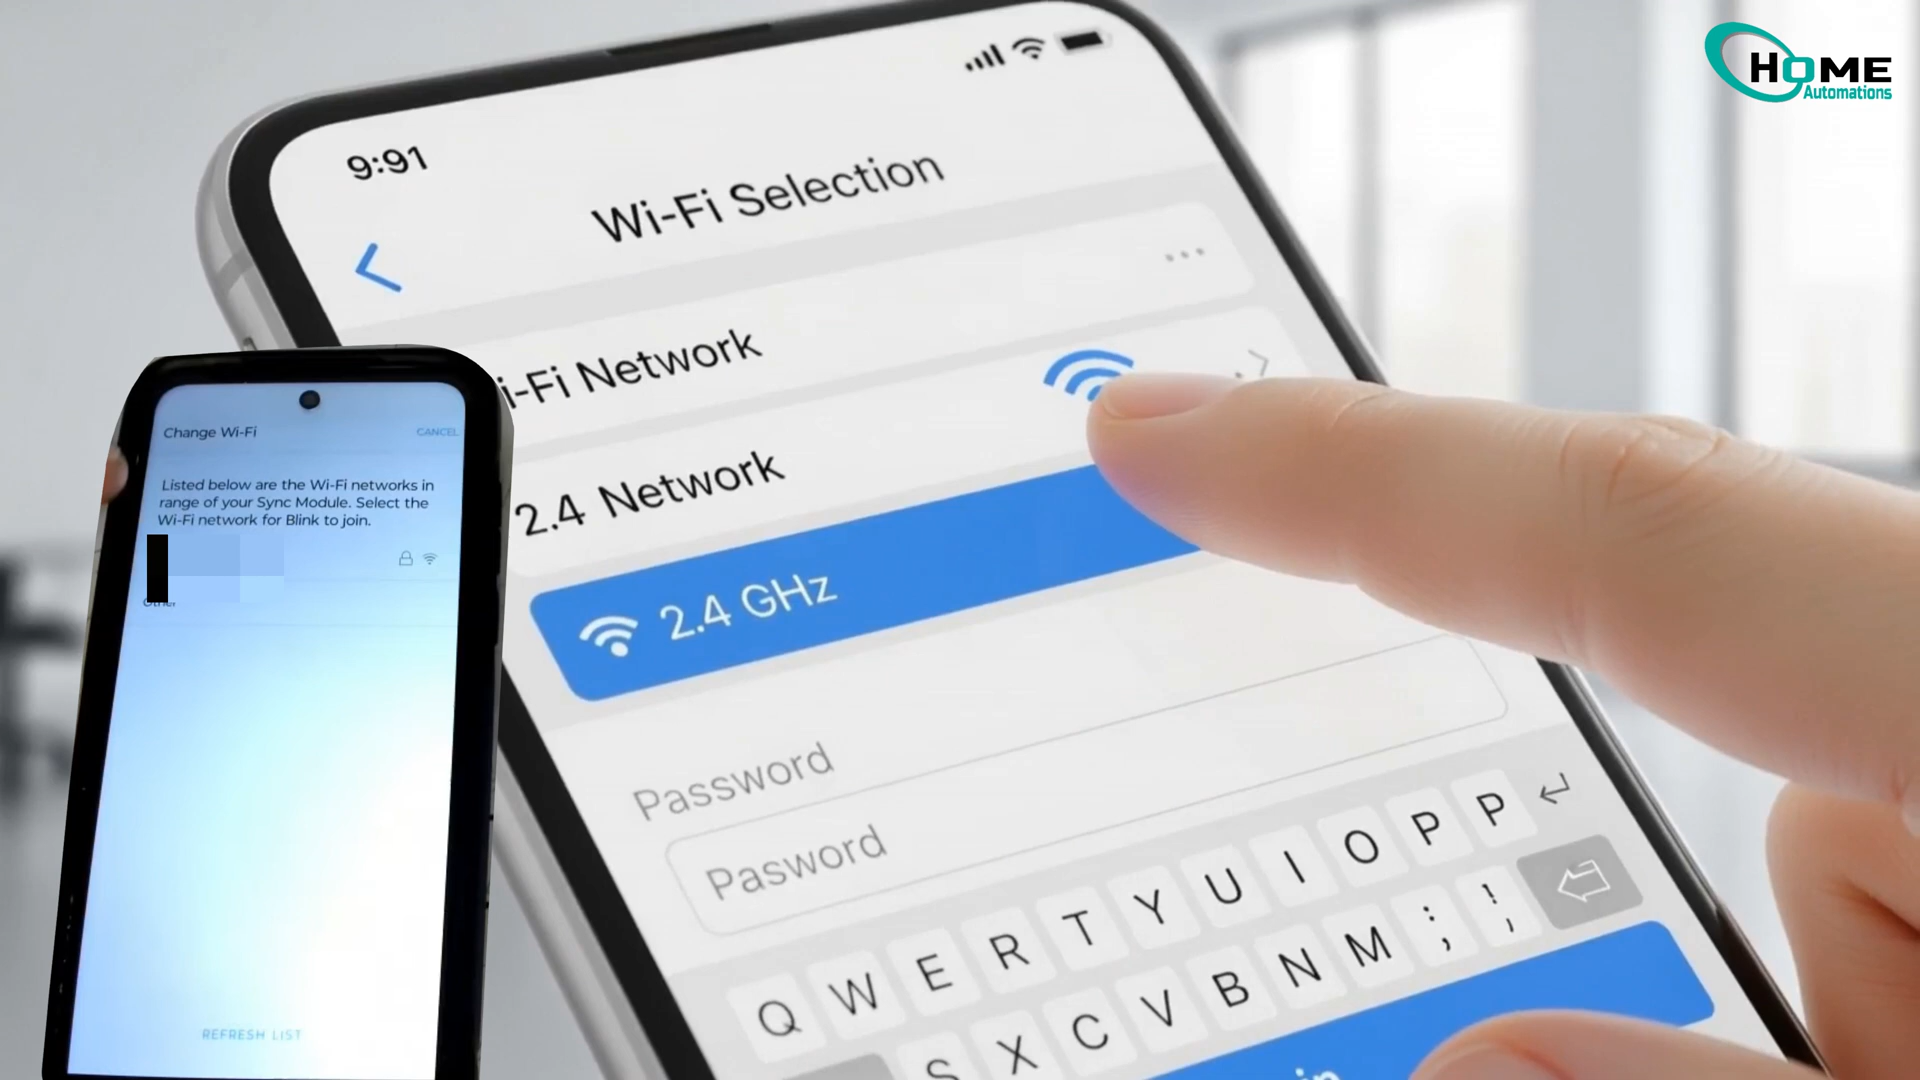 HOME
Automations
9:91
Wi-Fi Selection
i-Fi Network
2.4 Network
2.4 GHz
Password
Pasword
Q W E R T Y U I O P P
S X C V B N M ; ! ,
in
Change Wi-Fi
CANCEL
Listed below are the Wi-Fi networks in
range of your Sync Module. Select the
Wi-Fi network for Blink to join.
Other
REFRESH LIST